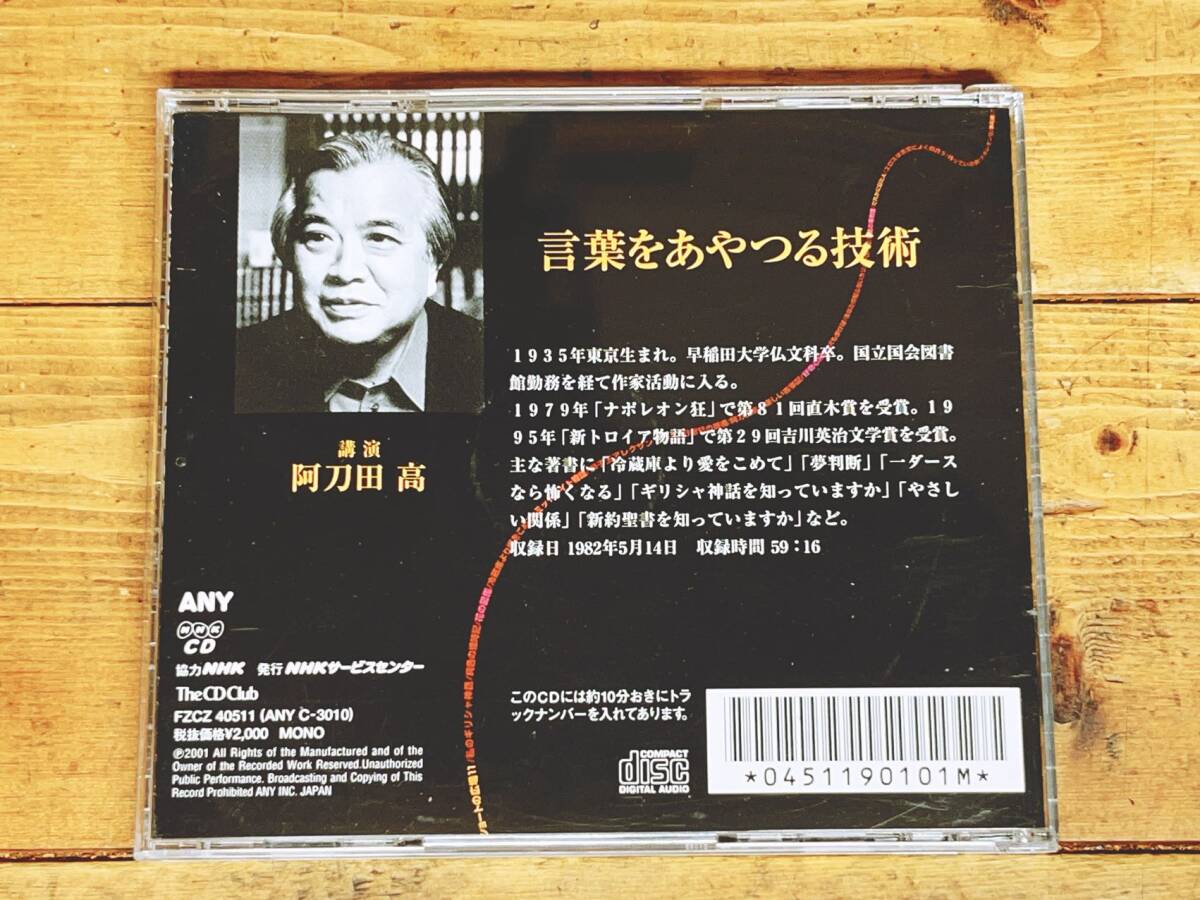 言葉をあやつる技術
1935年東京生まれ。早稲田大学仏文科卒。国立国会図書
館勤務を経て作家活動に入る。
1979年「ナポレオン狂」で第81回直木賞を受賞。19
95年「新トロイア物語」で第29回吉川英治文学賞を受賞。
主な著書に「冷蔵庫より愛をこめて」「夢判断」「一ダース
なら怖くなる」「ギリシャ神話を知っていますか」「やさし
い関係」「新約聖書を知っていますか」など。
収録日 1982年5月14日 収録時間 59:16
講演
阿刀田 高
ANY
NHK
CD
協力NHK 発行NHKサービスセンター
The CD Club
FZCZ 40511 (ANY C-3010)
税抜価格¥2,000 MONO
℗2001 All Rights of the Manufactured and of the
Owner of the Recorded Work Reserved.Unauthorized
Public Performance. Broadcasting and Copying of This
Record Prohibited ANY INC. JAPAN
このCDには約10分おきにトラ
ックナンバーを入れてあります。
COMPACT
disc
DIGITAL AUDIO
*0451190101M*